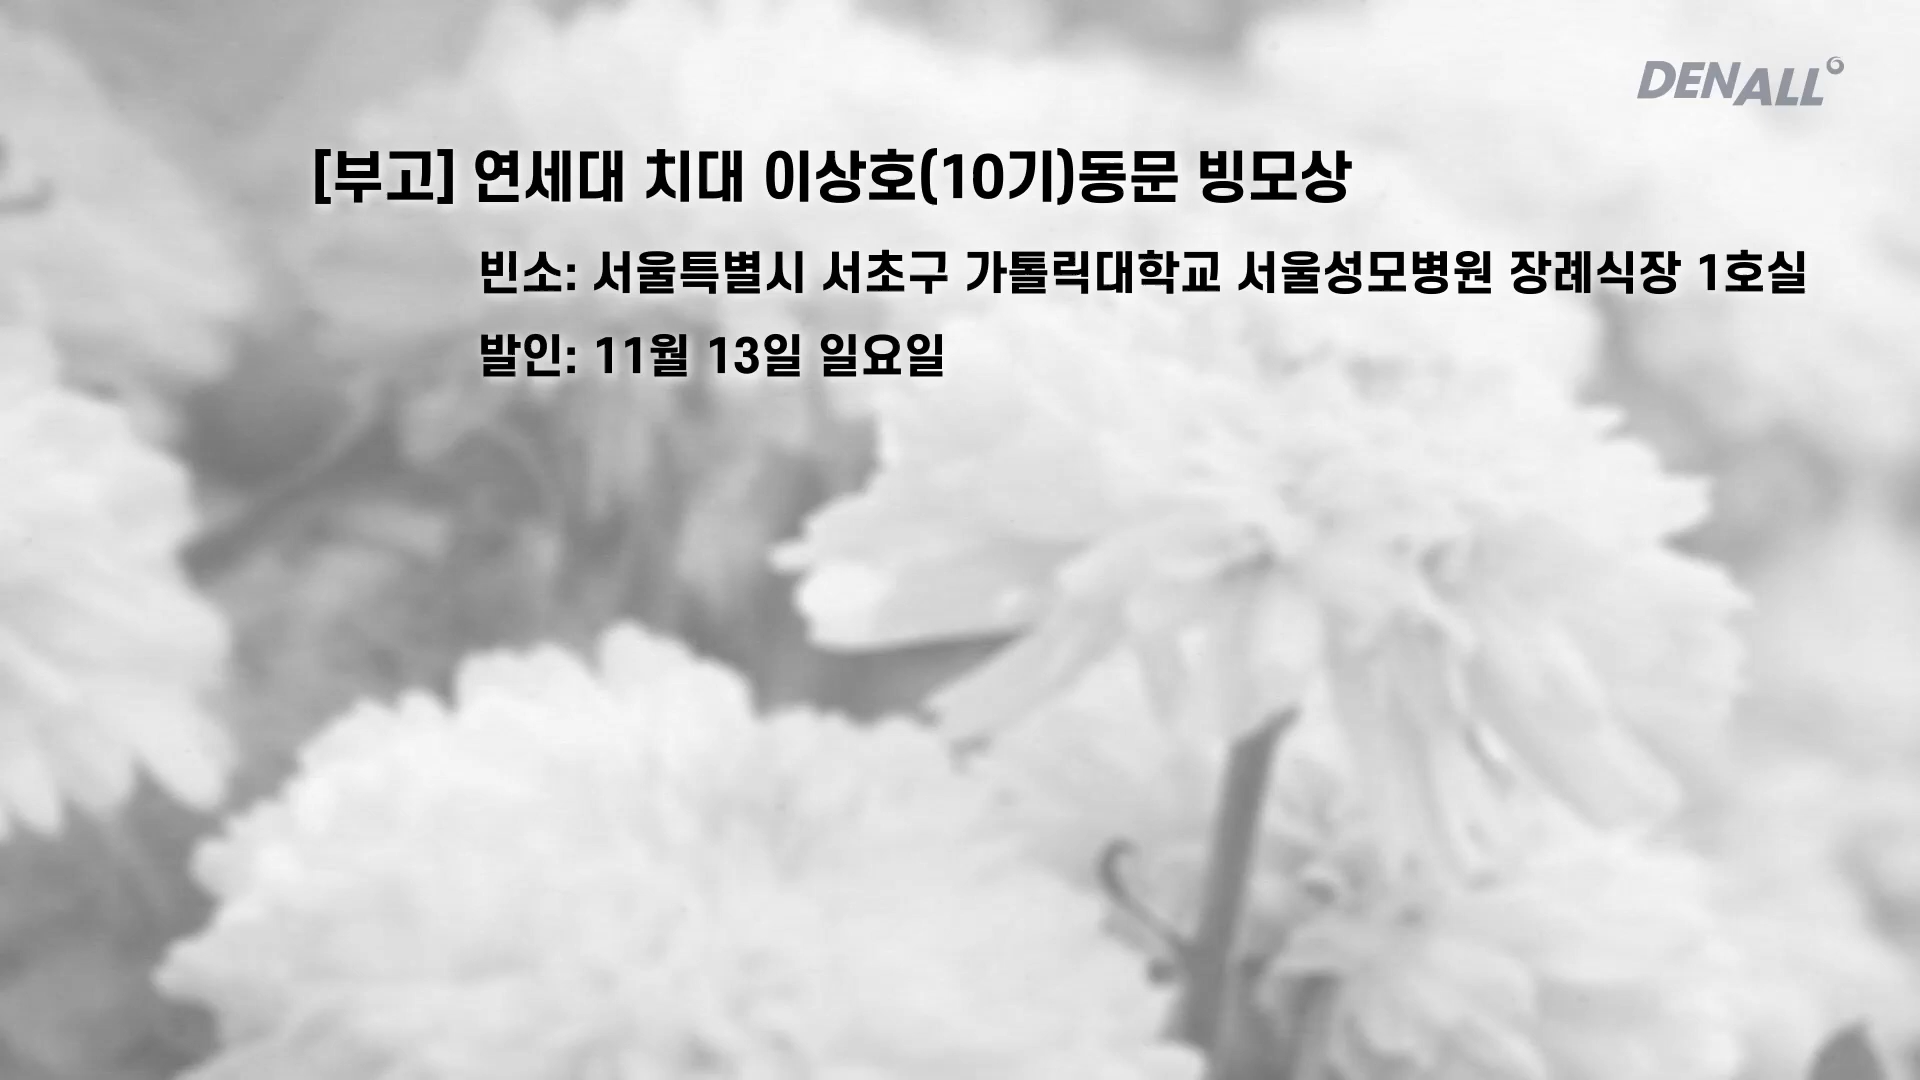 DENALL
[부고] 연세대 치대 이상호(10기)동문 빙모상
빈소: 서울특별시 서초구 가톨릭대학교 서울성모병원 장례식장 1호실
발인: 11월 13일 일요일